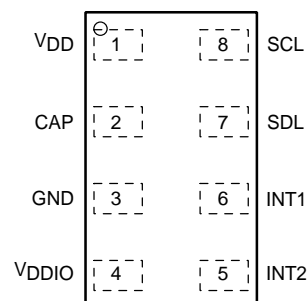 VDD 1 8 SCL
CAP 2 7 SDL
GND 3 6 INT1
VDDIO 4 5 INT2